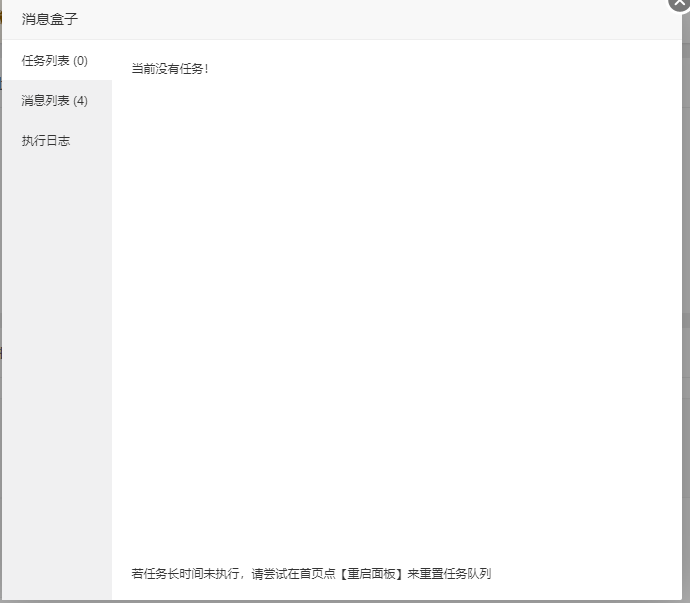 消息盒子
任务列表 (0)
消息列表 (4)
执行日志
当前没有任务！
若任务长时间未执行，请尝试在首页点【重启面板】来重置任务队列